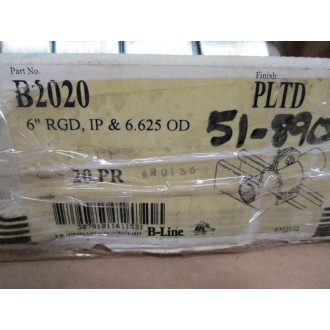 Part No.
B2020
Finish:
PLTD
6" RGD, IP & 6.625 OD
51-890
20 PR
B-Line